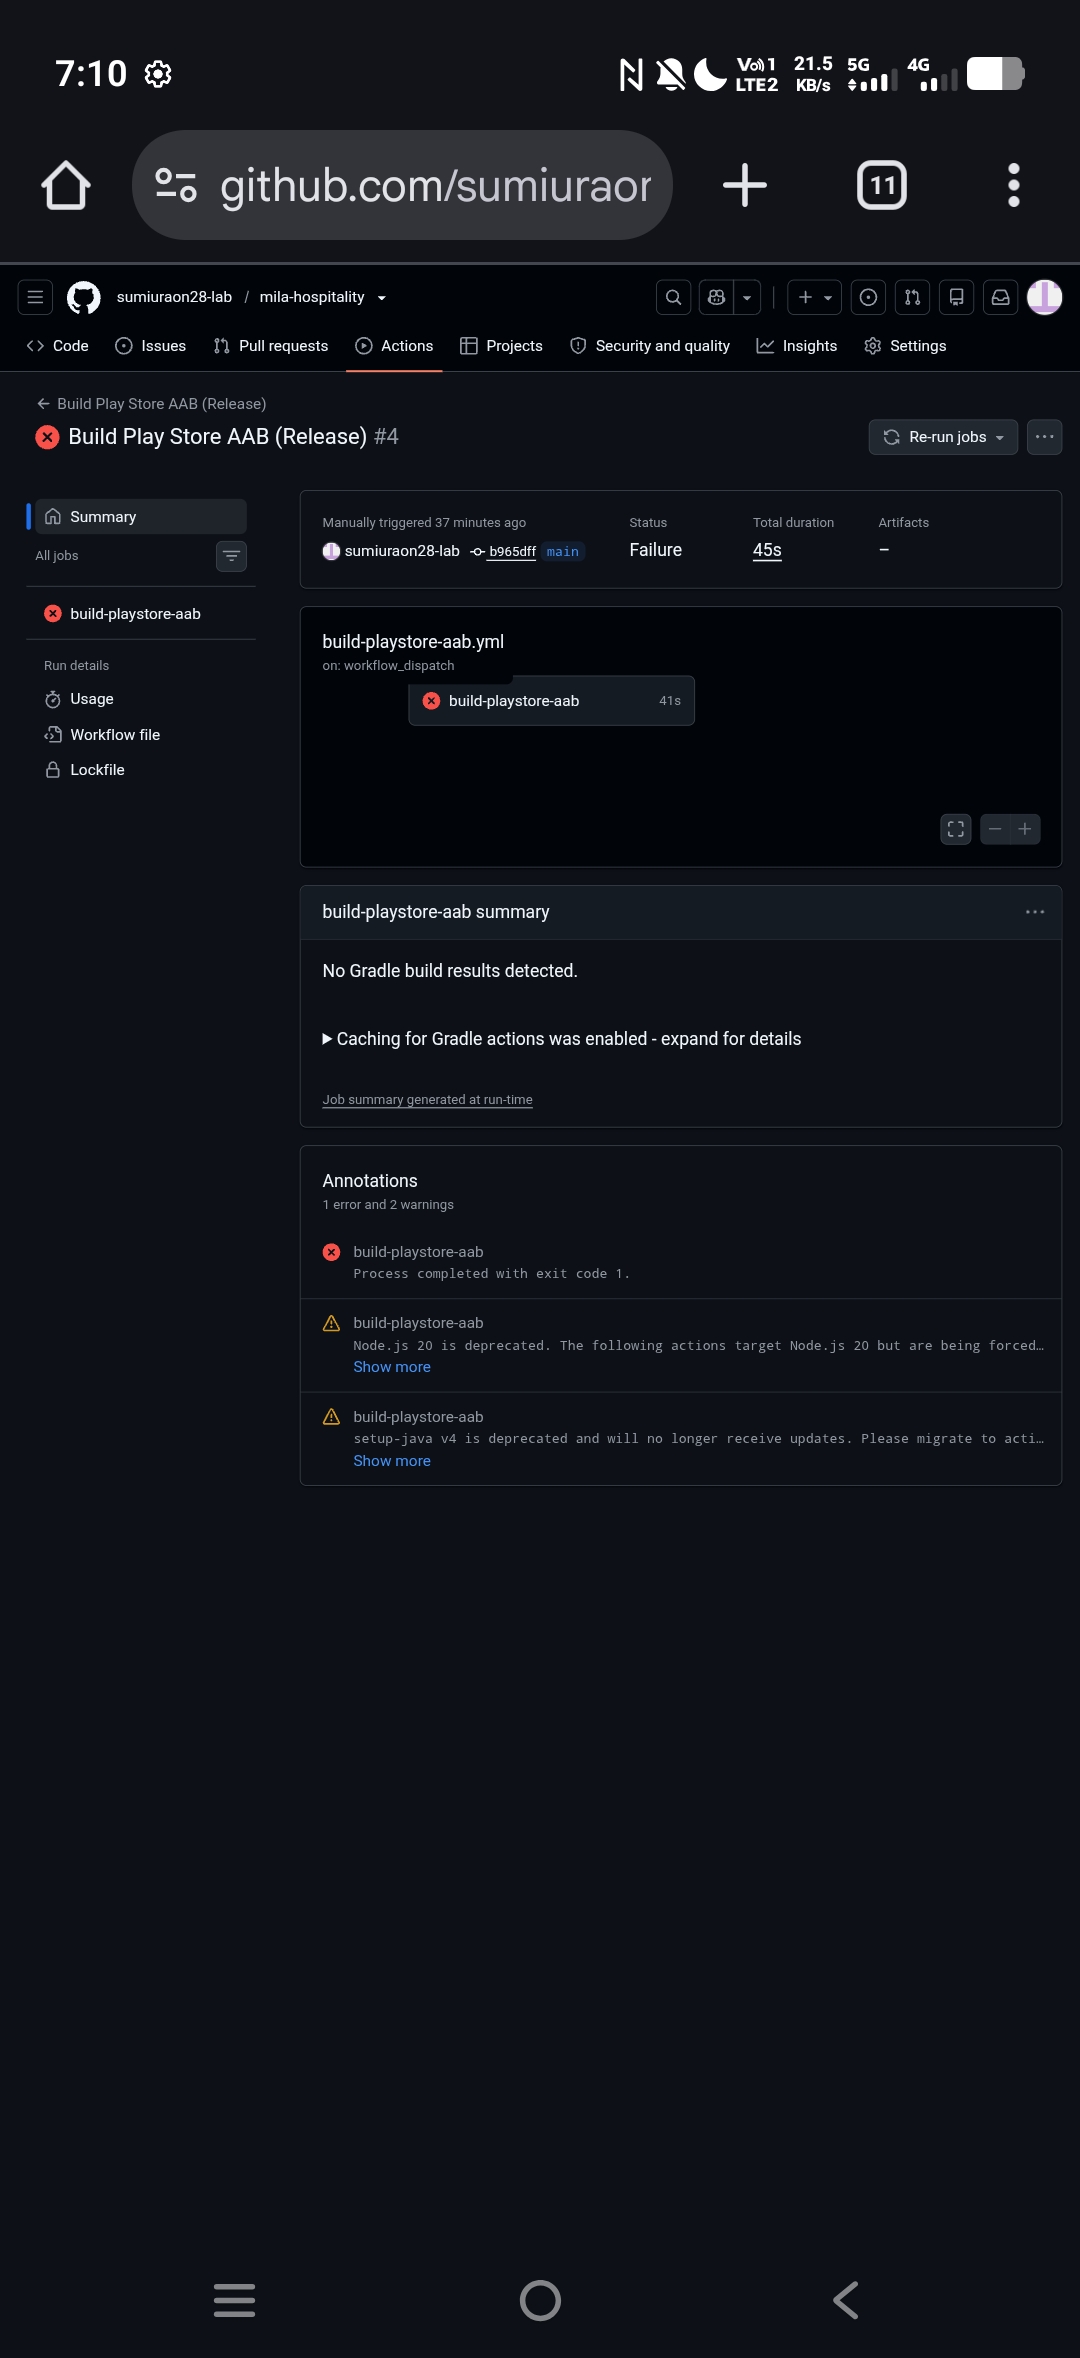 7:10
Vo)) 1 LTE2 21.5 KB/s 5G 4G
github.com/sumiuraor
11
sumiuraon28-lab / mila-hospitality
Code Issues Pull requests Actions Projects Security and quality Insights Settings
Build Play Store AAB (Release)
Build Play Store AAB (Release) #4
Re-run jobs
Summary
All jobs
build-playstore-aab
Run details
Usage
Workflow file
Lockfile
Manually triggered 37 minutes ago
sumiuraon28-lab b965dff main
Status
Failure
Total duration
45s
Artifacts
–
build-playstore-aab.yml
on: workflow_dispatch
build-playstore-aab 41s
build-playstore-aab summary
No Gradle build results detected.
Caching for Gradle actions was enabled - expand for details
Job summary generated at run-time
Annotations
1 error and 2 warnings
build-playstore-aab
Process completed with exit code 1.
build-playstore-aab
Node.js 20 is deprecated. The following actions target Node.js 20 but are being forced…
Show more
build-playstore-aab
setup-java v4 is deprecated and will no longer receive updates. Please migrate to acti…
Show more